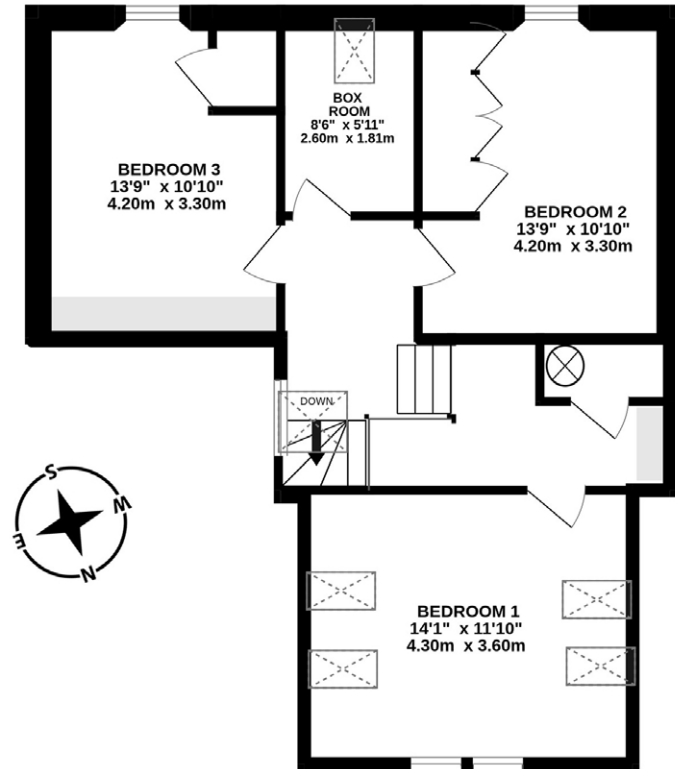 BOX
ROOM
8'6" x 5'11"
2.60m x 1.81m
BEDROOM 3
13'9" x 10'10"
4.20m x 3.30m
BEDROOM 2
13'9" x 10'10"
4.20m x 3.30m
DOWN
S
W
E
N
BEDROOM 1
14'1" x 11'10"
4.30m x 3.60m